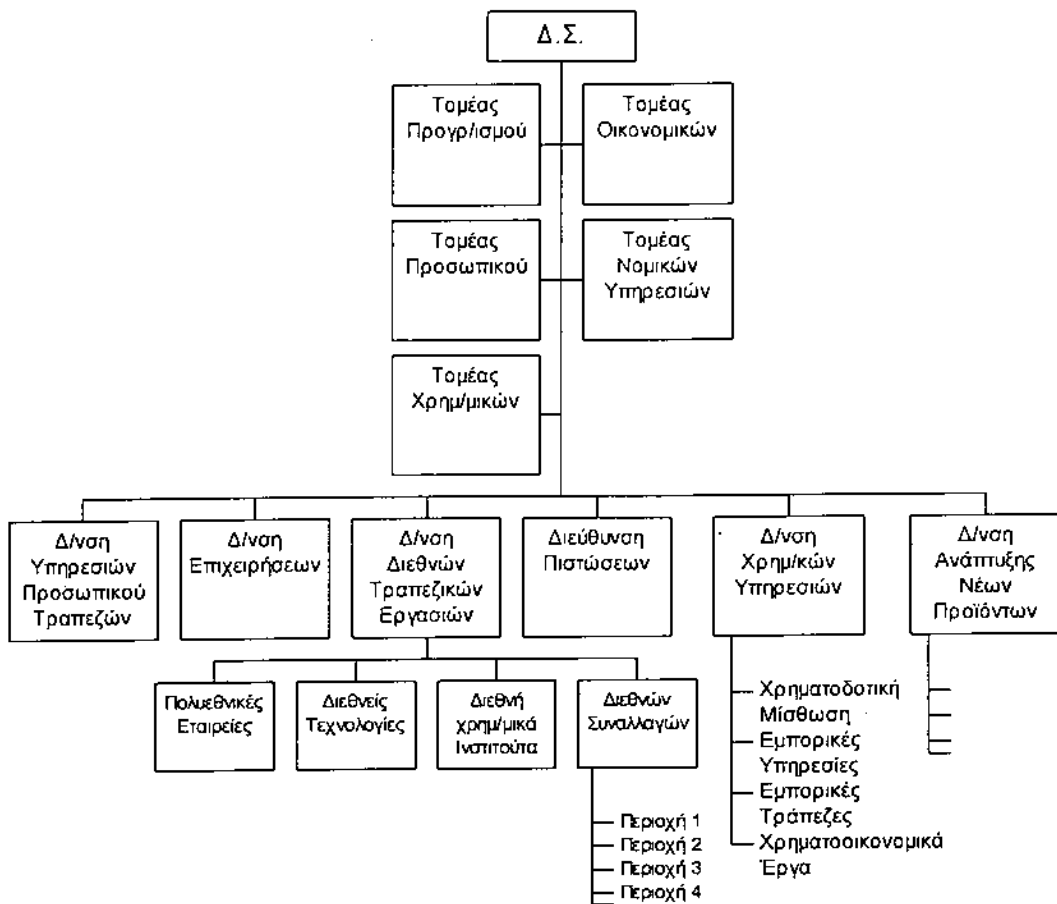 Δ.Σ.
Τομέας
Προγρ/ισμού
Τομέας
Οικονομικών
Τομέας
Προσωπικού
Τομέας
Νομικών
Υπηρεσιών
Τομέας
Χρημ/μικών
Δ/νση
Υπηρεσιών
Προσωπικού
Τραπεζών
Δ/νση
Επιχειρήσεων
Δ/νση
Διεθνών
Τραπεζικών
Εργασιών
Διεύθυνση
Πιστώσεων
Δ/νση
Χρημ/κών
Υπηρεσιών
Δ/νση
Ανάπτυξης
Νέων
Προϊόντων
Πολυεθνικές
Εταιρείες
Διεθνείς
Τεχνολογίες
Διεθνή
χρημ/μικά
Ινστιτούτα
Διεθνών
Συναλλαγών
Περιοχή 1
Περιοχή 2
Περιοχή 3
Περιοχή 4
Χρηματοδοτική
Μίσθωση
Εμπορικές
Υπηρεσίες
Εμπορικές
Τράπεζες
Χρηματοοικονομικά
Έργα